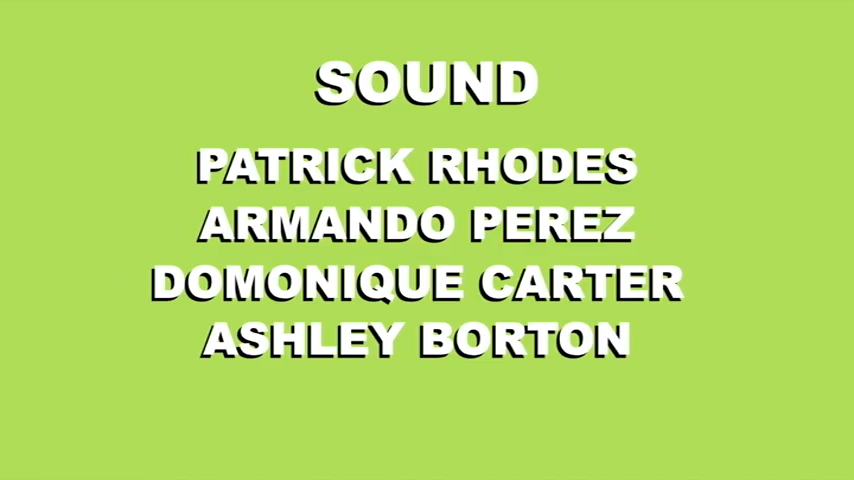 SOUND
PATRICK RHODES
ARMANDO PEREZ
DOMONIQUE CARTER
ASHLEY BORTON